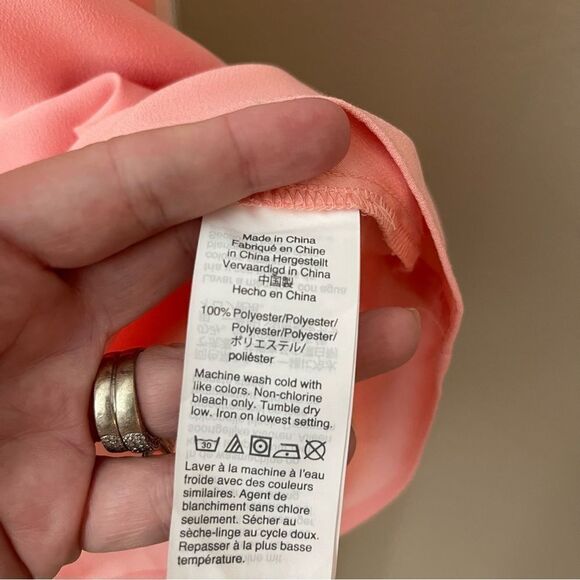 Made in China
Fabriqué en Chine
in China Hergestellt
Vervaardigd in China
中国製
Hecho en China
100% Polyester/Polyester/
Polyester/Polyester/
ポリエステル/
poliéster
Machine wash cold with
like colors. Non-chlorine
bleach only. Tumble dry
low. Iron on lowest setting.
30
Laver à la machine à l'eau
froide avec des couleurs
similaires. Agent de
blanchiment sans chlore
seulement. Sécher au
sèche-linge au cycle doux.
Repasser à la plus basse
température.